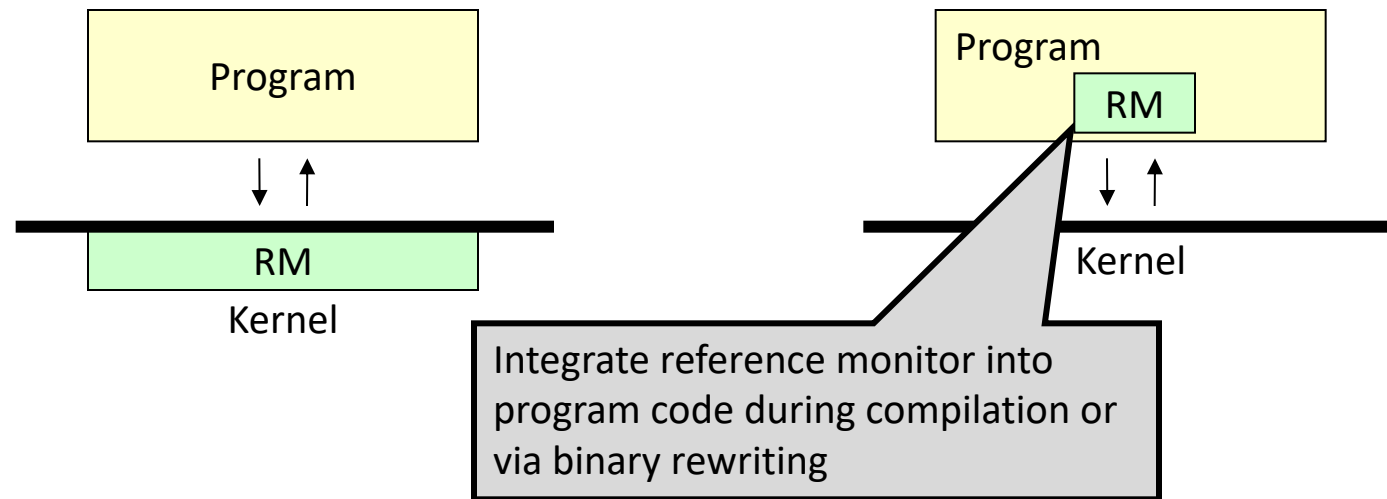 Program
RM
Kernel
Program
RM
Kernel
Integrate reference monitor into
program code during compilation or
via binary rewriting